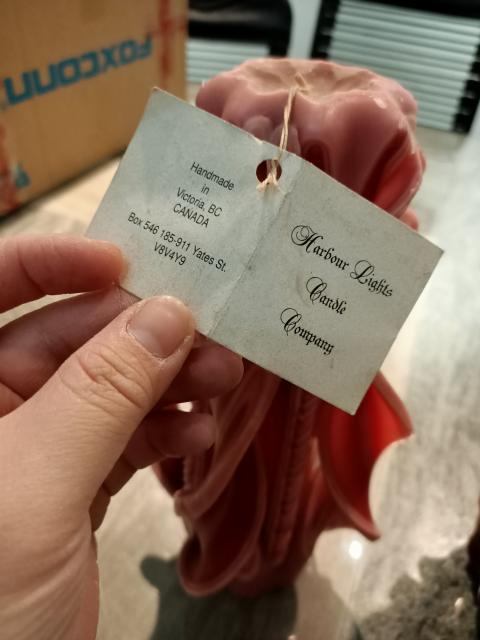 FOXCONN
Handmade
in
Victoria, BC
CANADA
Box 546 185-911 Yates St.
V8V4Y9
Harbour Lights
Candle
Company